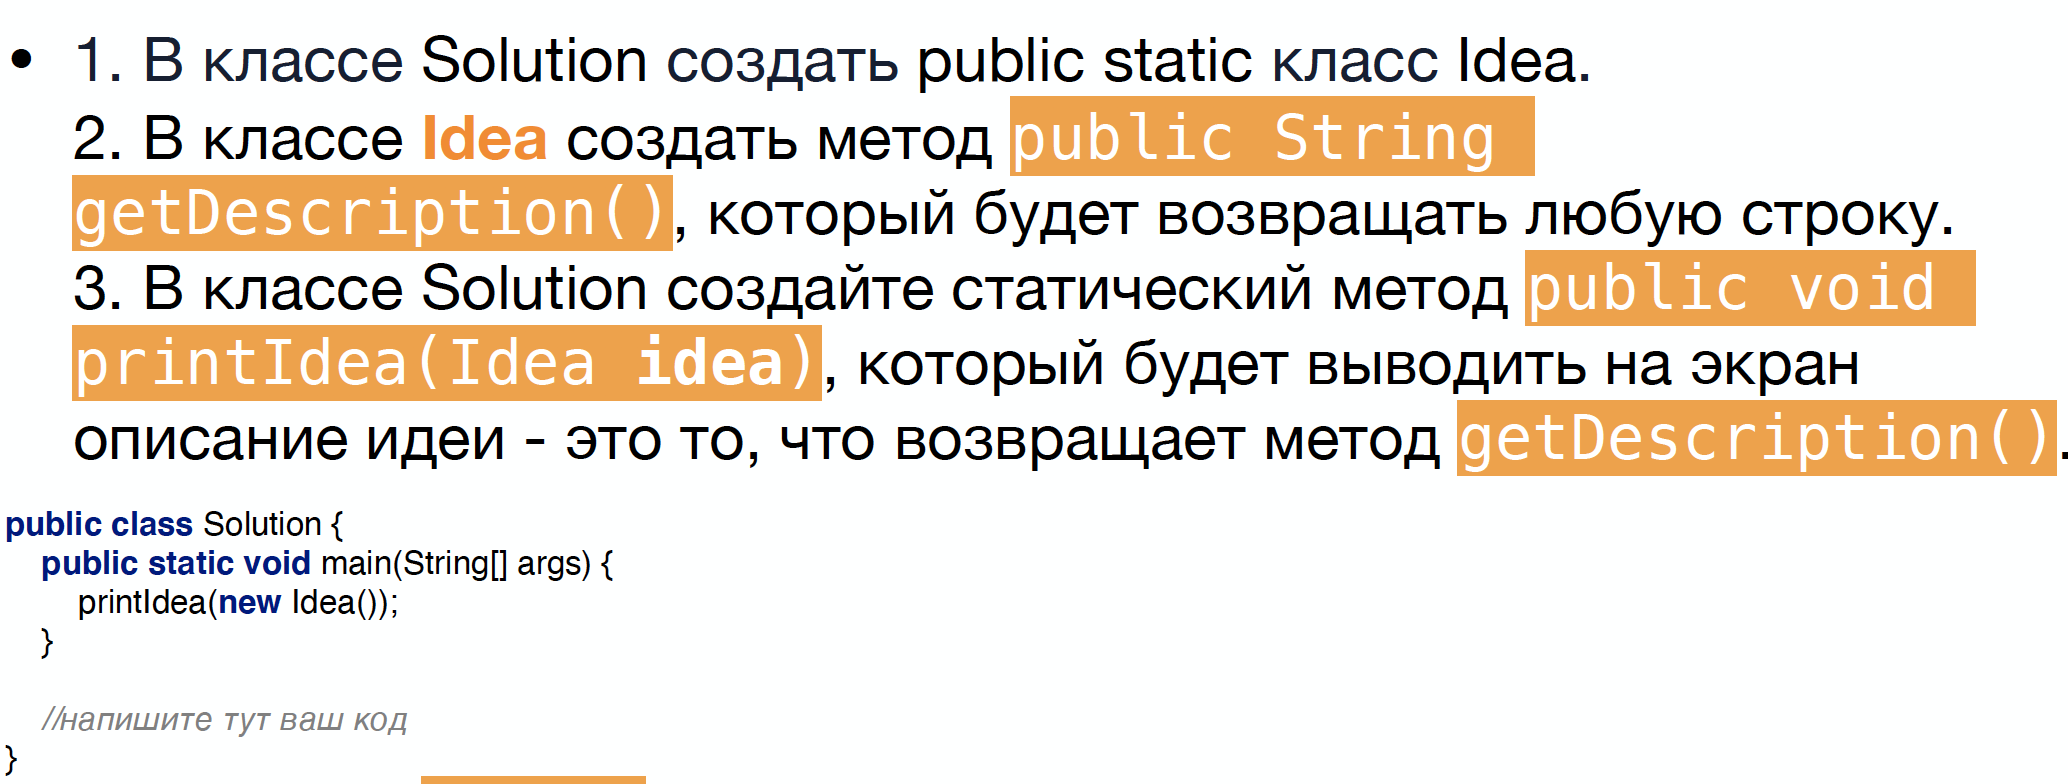 • 1. В классе Solution создать public static класс Idea.
2. В классе Idea создать метод public String
getDescription(), который будет возвращать любую строку.
3. В классе Solution создайте статический метод public void
printIdea(Idea idea), который будет выводить на экран
описание идеи - это то, что возвращает метод getDescription().
public class Solution {
public static void main(String[] args) {
printIdea(new Idea());
}
//напишите тут ваш код
}